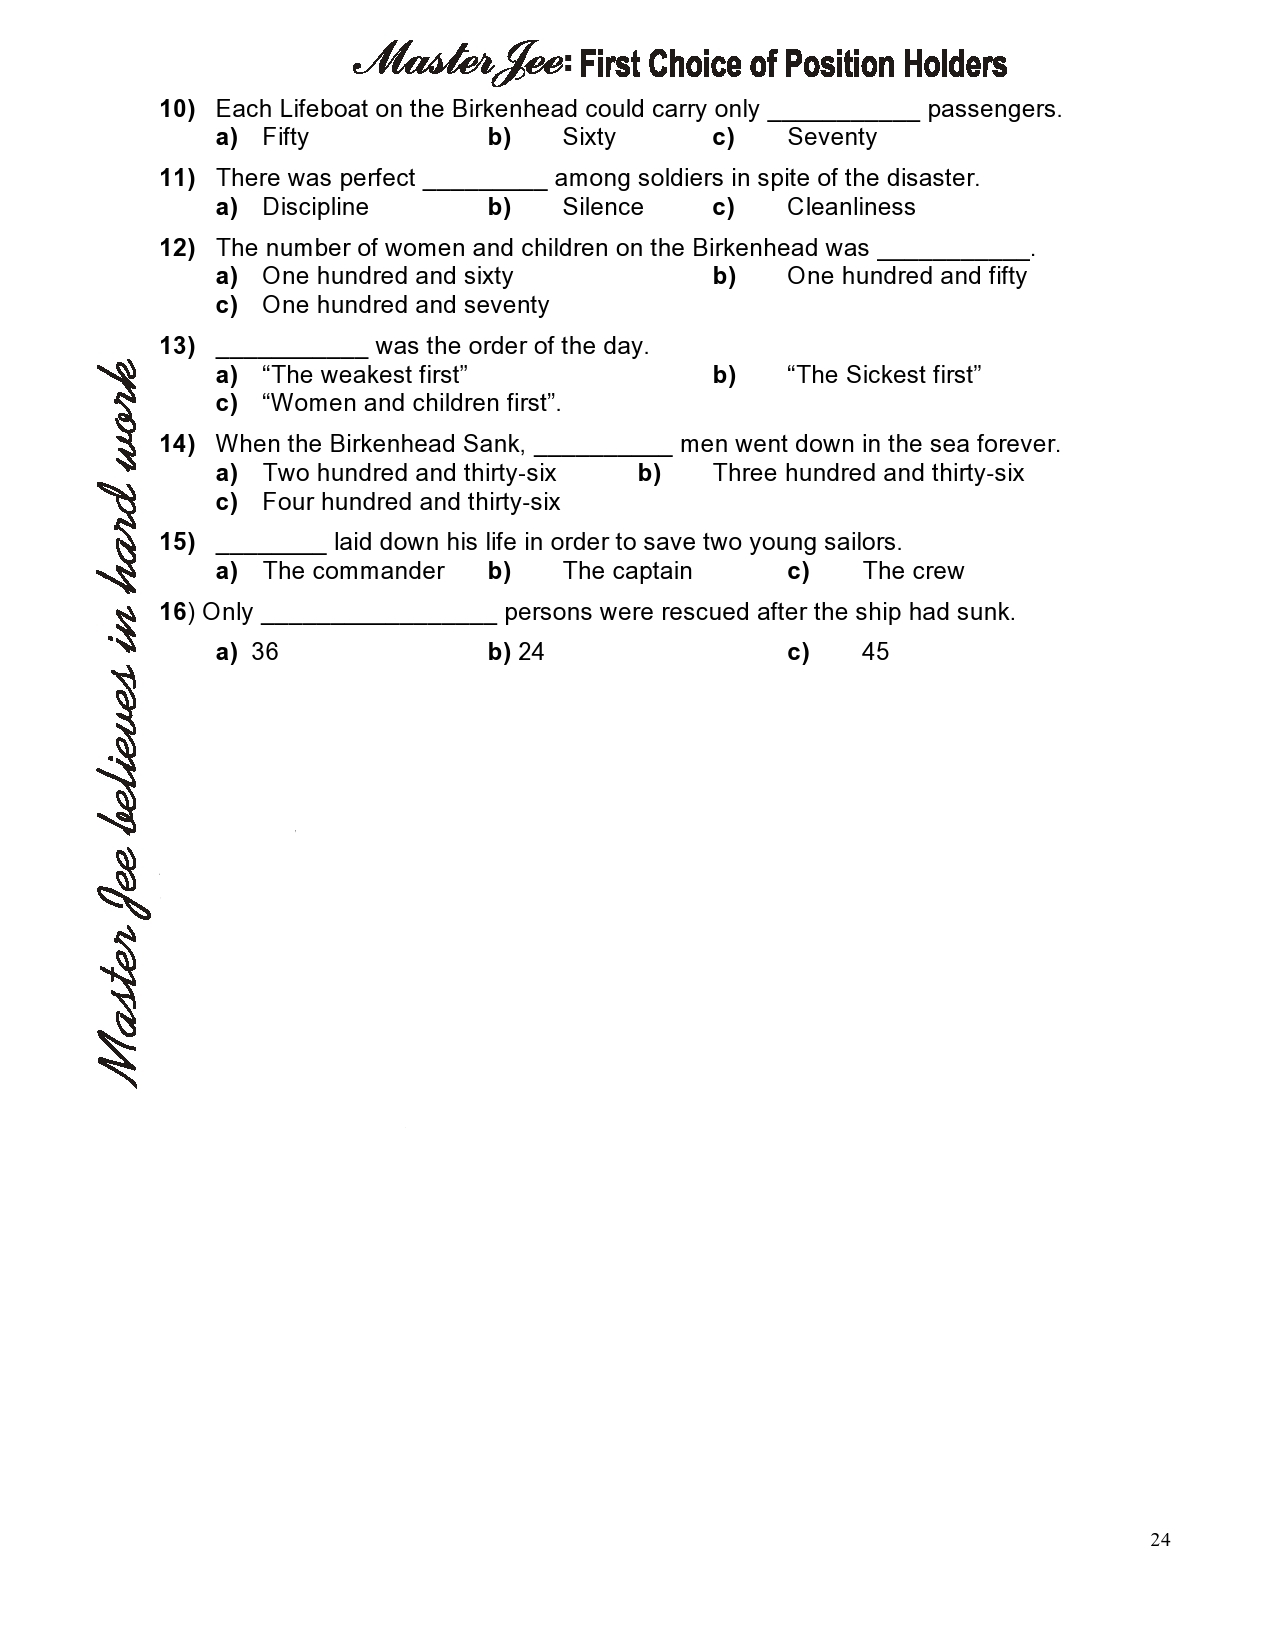 Master Jee: First Choice of Position Holders
10) Each Lifeboat on the Birkenhead could carry only ___________ passengers.
a) Fifty b) Sixty c) Seventy
11) There was perfect _________ among soldiers in spite of the disaster.
a) Discipline b) Silence c) Cleanliness
12) The number of women and children on the Birkenhead was ___________.
a) One hundred and sixty b) One hundred and fifty
c) One hundred and seventy
13) ___________ was the order of the day.
a) “The weakest first” b) “The Sickest first”
c) “Women and children first”.
14) When the Birkenhead Sank, __________ men went down in the sea forever.
a) Two hundred and thirty-six b) Three hundred and thirty-six
c) Four hundred and thirty-six
15) ________ laid down his life in order to save two young sailors.
a) The commander b) The captain c) The crew
16) Only _________________ persons were rescued after the ship had sunk.
a) 36 b) 24 c) 45
Master Jee believes in hard work
24